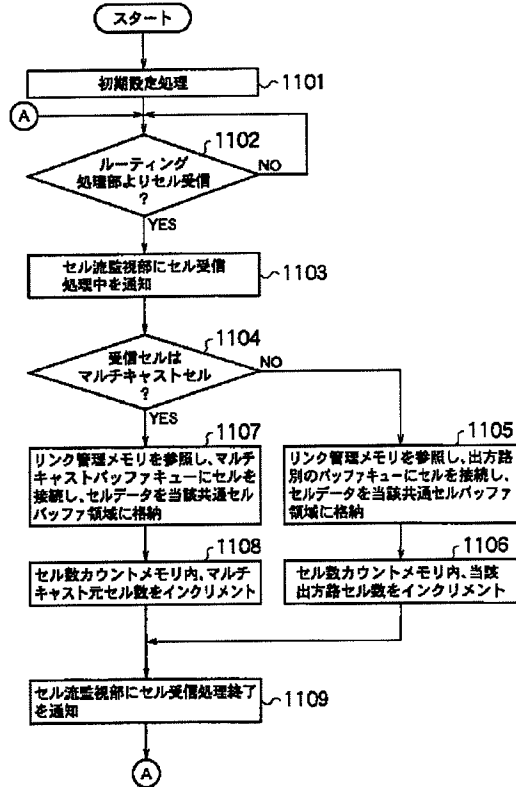 スタート
初期設定処理
1101
A
1102
ルーティング
処理部よりセル受信
?
NO
YES
セル流監視部にセル受信
処理中を通知
1103
1104
受信セルは
マルチキャストセル
?
NO
YES
1107
リンク管理メモリを参照し、マルチ
キャストバッファキューにセルを
接続し、セルデータを当該共通セル
バッファ領域に格納
1105
リンク管理メモリを参照し、出方路
別のバッファキューにセルを接続し、
セルデータを当該共通セルバッファ
領域に格納
1108
セル数カウントメモリ内、マルチ
キャスト元セル数をインクリメント
1106
セル数カウントメモリ内、当該
出方路セル数をインクリメント
セル流監視部にセル受信処理終了
を通知
1109
A